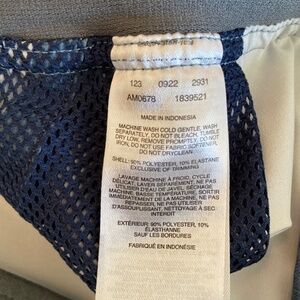 123 0922 2931
AM0678 1839521
MADE IN INDONESIA
MACHINE WASH COLD GENTLE, WASH
SEPARATELY, DO NOT BLEACH, TUMBLE
DRY LOW, REMOVE PROMPTLY, DO NOT
IRON, DO NOT USE FABRIC SOFTENER,
DO NOT DRYCLEAN
SHELL: 90% POLYESTER, 10% ELASTANE
EXCLUSIVE OF TRIMMING
LAVAGE MACHINE À FROID, CYCLE
DELICAT, LAVER SÉPARÉMENT, NE PAS
UTILISER D'EAU DE JAVEL, SÉCHAGE
MACHINE, BASSE TEMPÉRATURE, SORTIR
IMMÉDIATEMENT DE LA MACHINE, NE PAS
REPASSER, NE PAS UTILISER
D'ASSOUPLISSANT, NETTOYAGE À SEC
INTERDIT
EXTÉRIEUR: 90% POLYESTER, 10%
ÉLASTHANNE
SAUF LES BORDURES
FABRIQUÉ EN INDONÉSIE